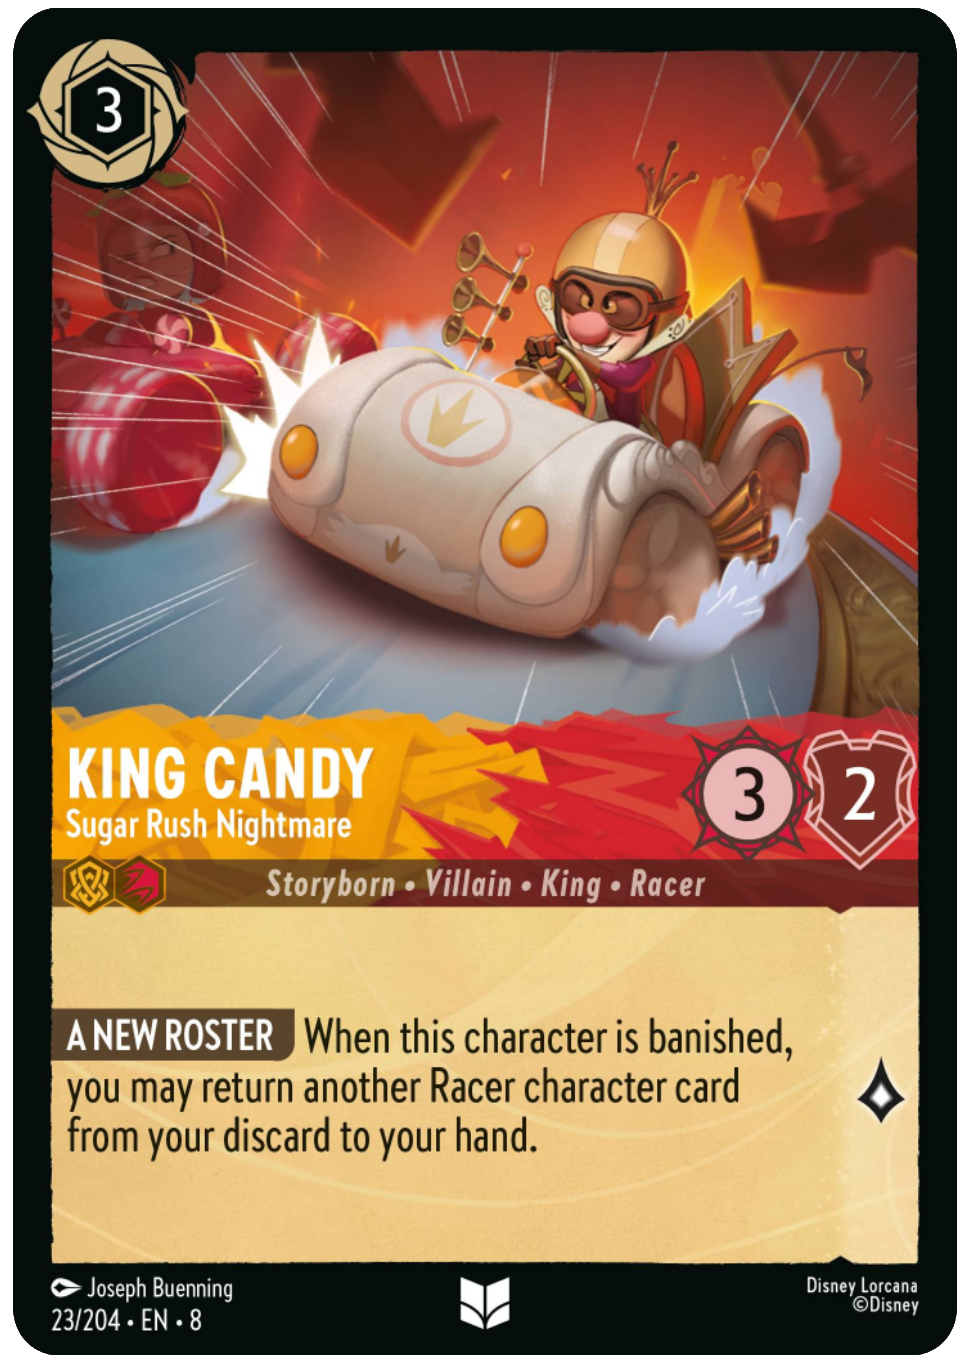 3
KING CANDY
Sugar Rush Nightmare
3
2
Storyborn • Villain • King • Racer
A NEW ROSTER When this character is banished,
you may return another Racer character card
from your discard to your hand.
Joseph Buenning
23/204 • EN • 8
Disney Lorcana
©Disney